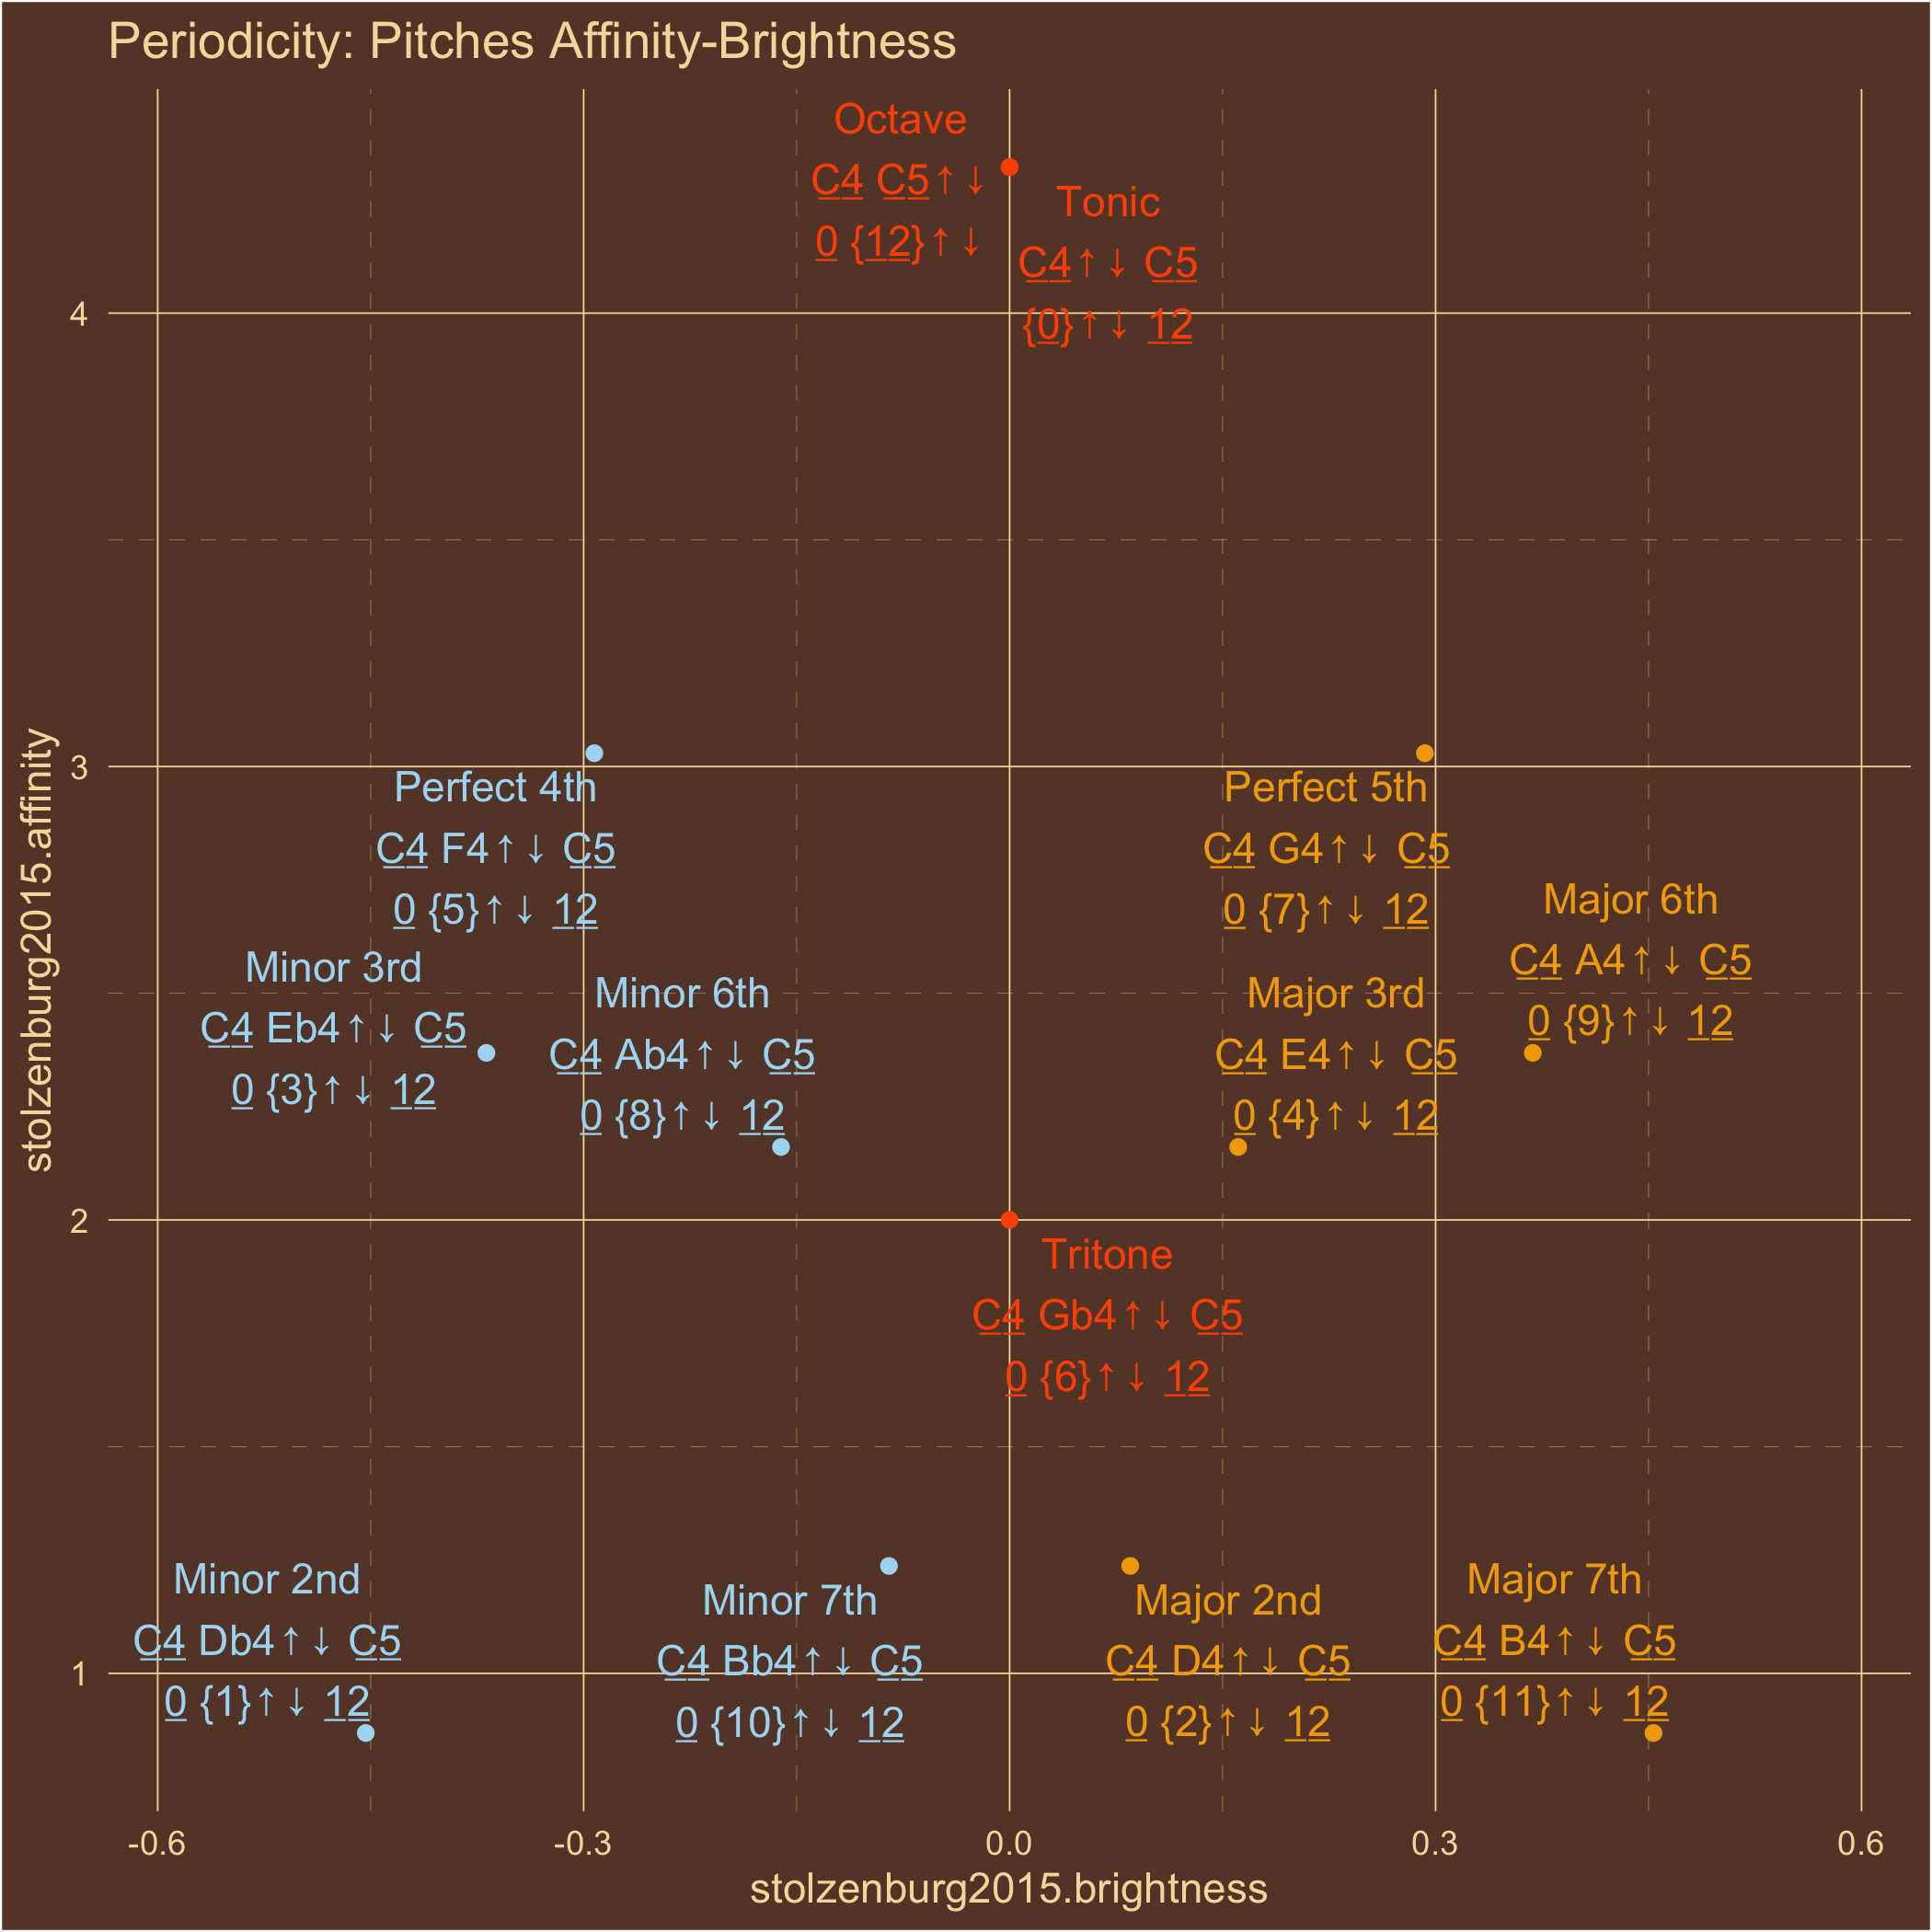 Periodicity: Pitches Affinity-Brightness
Octave
C4 C5↑↓
0 {12}↑↓
Tonic
C4↑↓ C5
{0}↑↓ 12
4
3
2
1
stolzenburg2015.affinity
Perfect 4th
C4 F4↑↓ C5
0 {5}↑↓ 12
Perfect 5th
C4 G4↑↓ C5
0 {7}↑↓ 12
Major 6th
C4 A4↑↓ C5
0 {9}↑↓ 12
Minor 3rd
C4 Eb4↑↓ C5
0 {3}↑↓ 12
Minor 6th
C4 Ab4↑↓ C5
0 {8}↑↓ 12
Major 3rd
C4 E4↑↓ C5
0 {4}↑↓ 12
Tritone
C4 Gb4↑↓ C5
0 {6}↑↓ 12
Minor 2nd
C4 Db4↑↓ C5
0 {1}↑↓ 12
Minor 7th
C4 Bb4↑↓ C5
0 {10}↑↓ 12
Major 2nd
C4 D4↑↓ C5
0 {2}↑↓ 12
Major 7th
C4 B4↑↓ C5
0 {11}↑↓ 12
-0.6 -0.3 0.0 0.3 0.6
stolzenburg2015.brightness